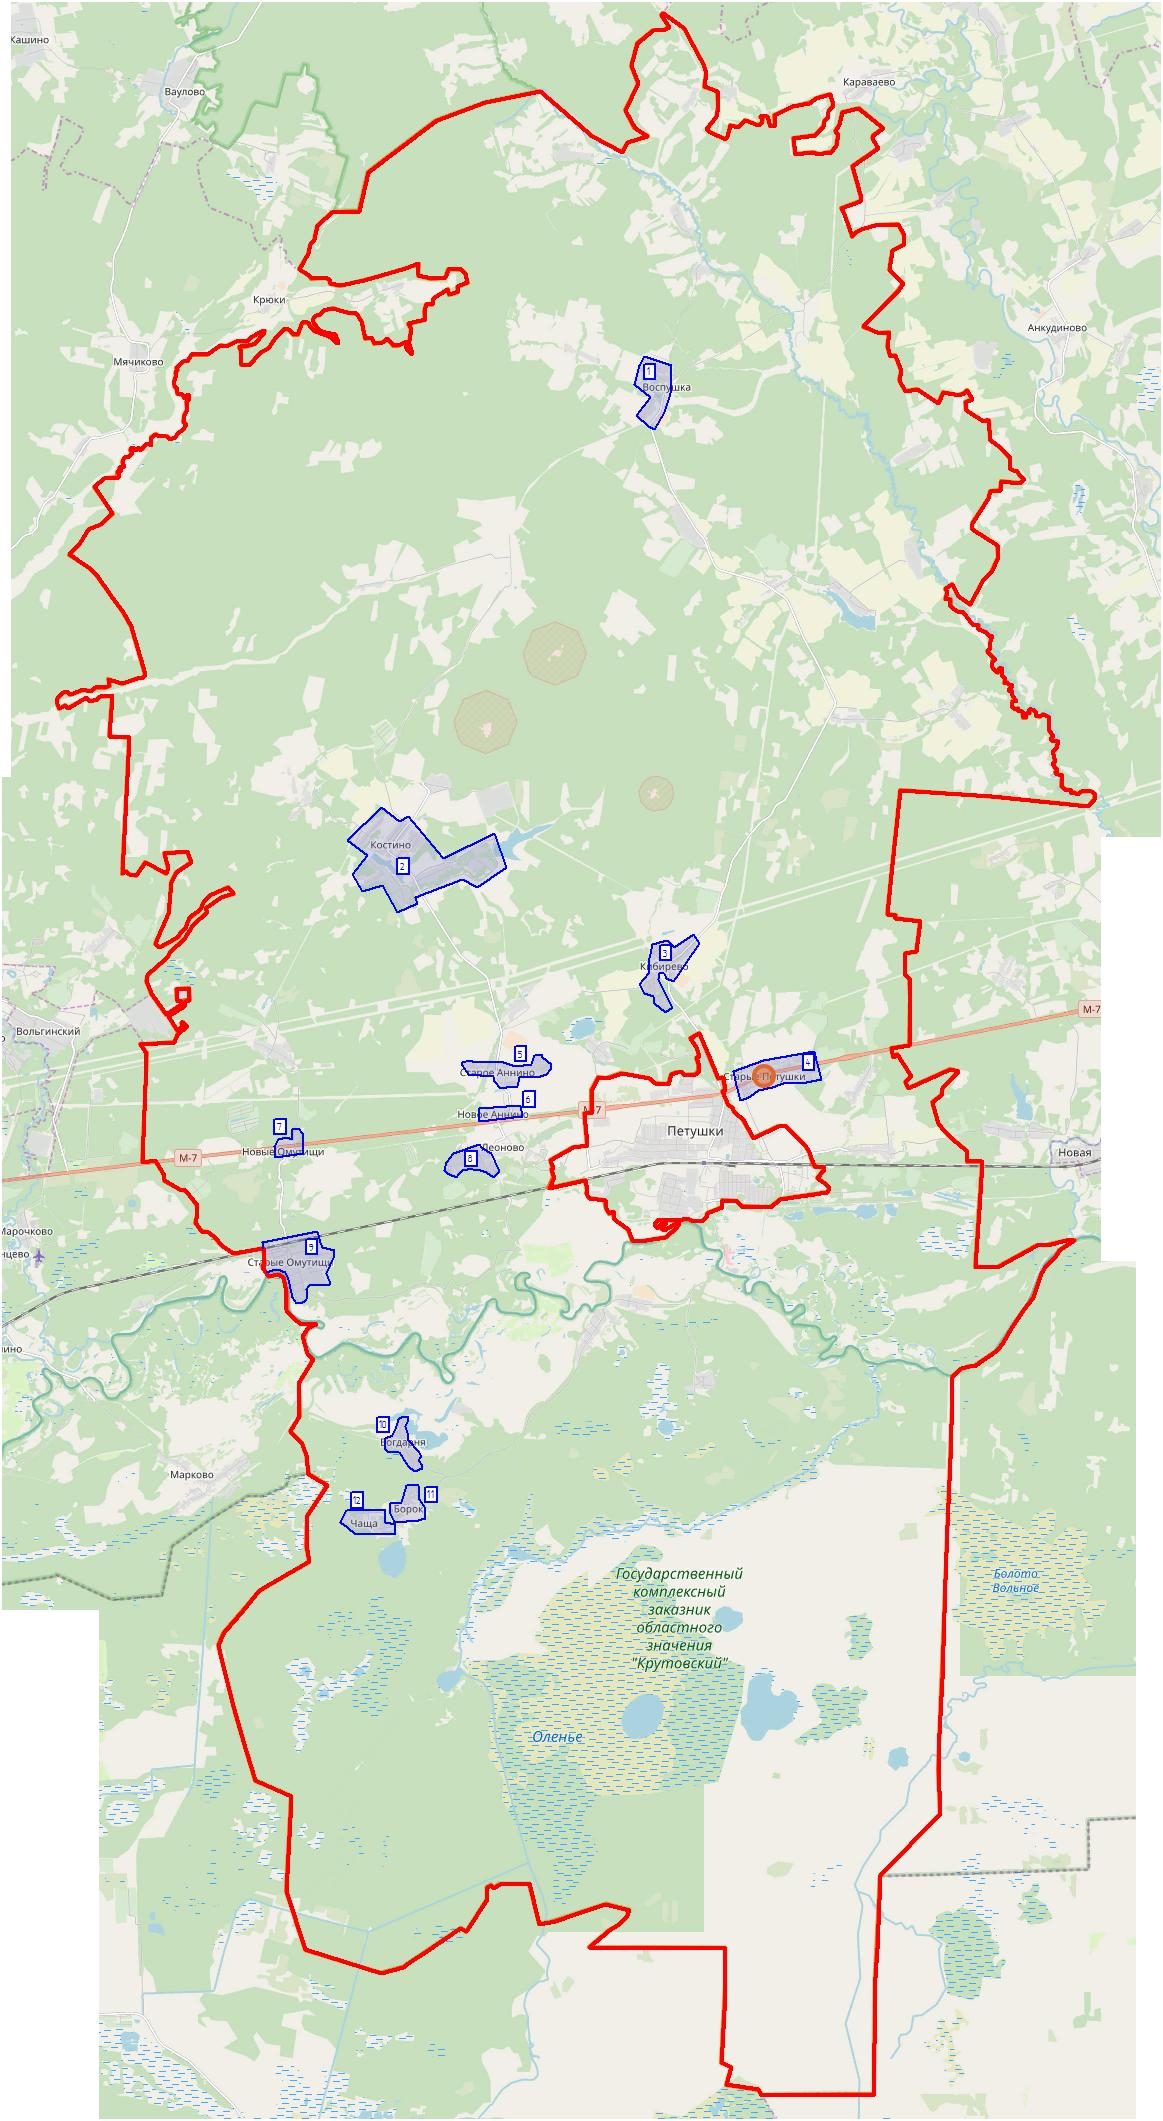 Кашино
Караваево
Ваулово
Крюки
Анкудиново
Мячиково
1
Воспушка
Костино
2
3
Кибирево
М-7
Вольгинский
5
4
Старое Аннино
Старые Петушки
6
Новое Аннино
М-7
7
Петушки
Новые Омутищи
Леоново
М-7
8
Новая
Марочково
9
Старые Омутищи
10
Богдарня
Марково
11
12
Борок
Чаща
Государственный
комплексный
заказник
областного
значения
"Крутовский"
Болото
Вольное
Оленье